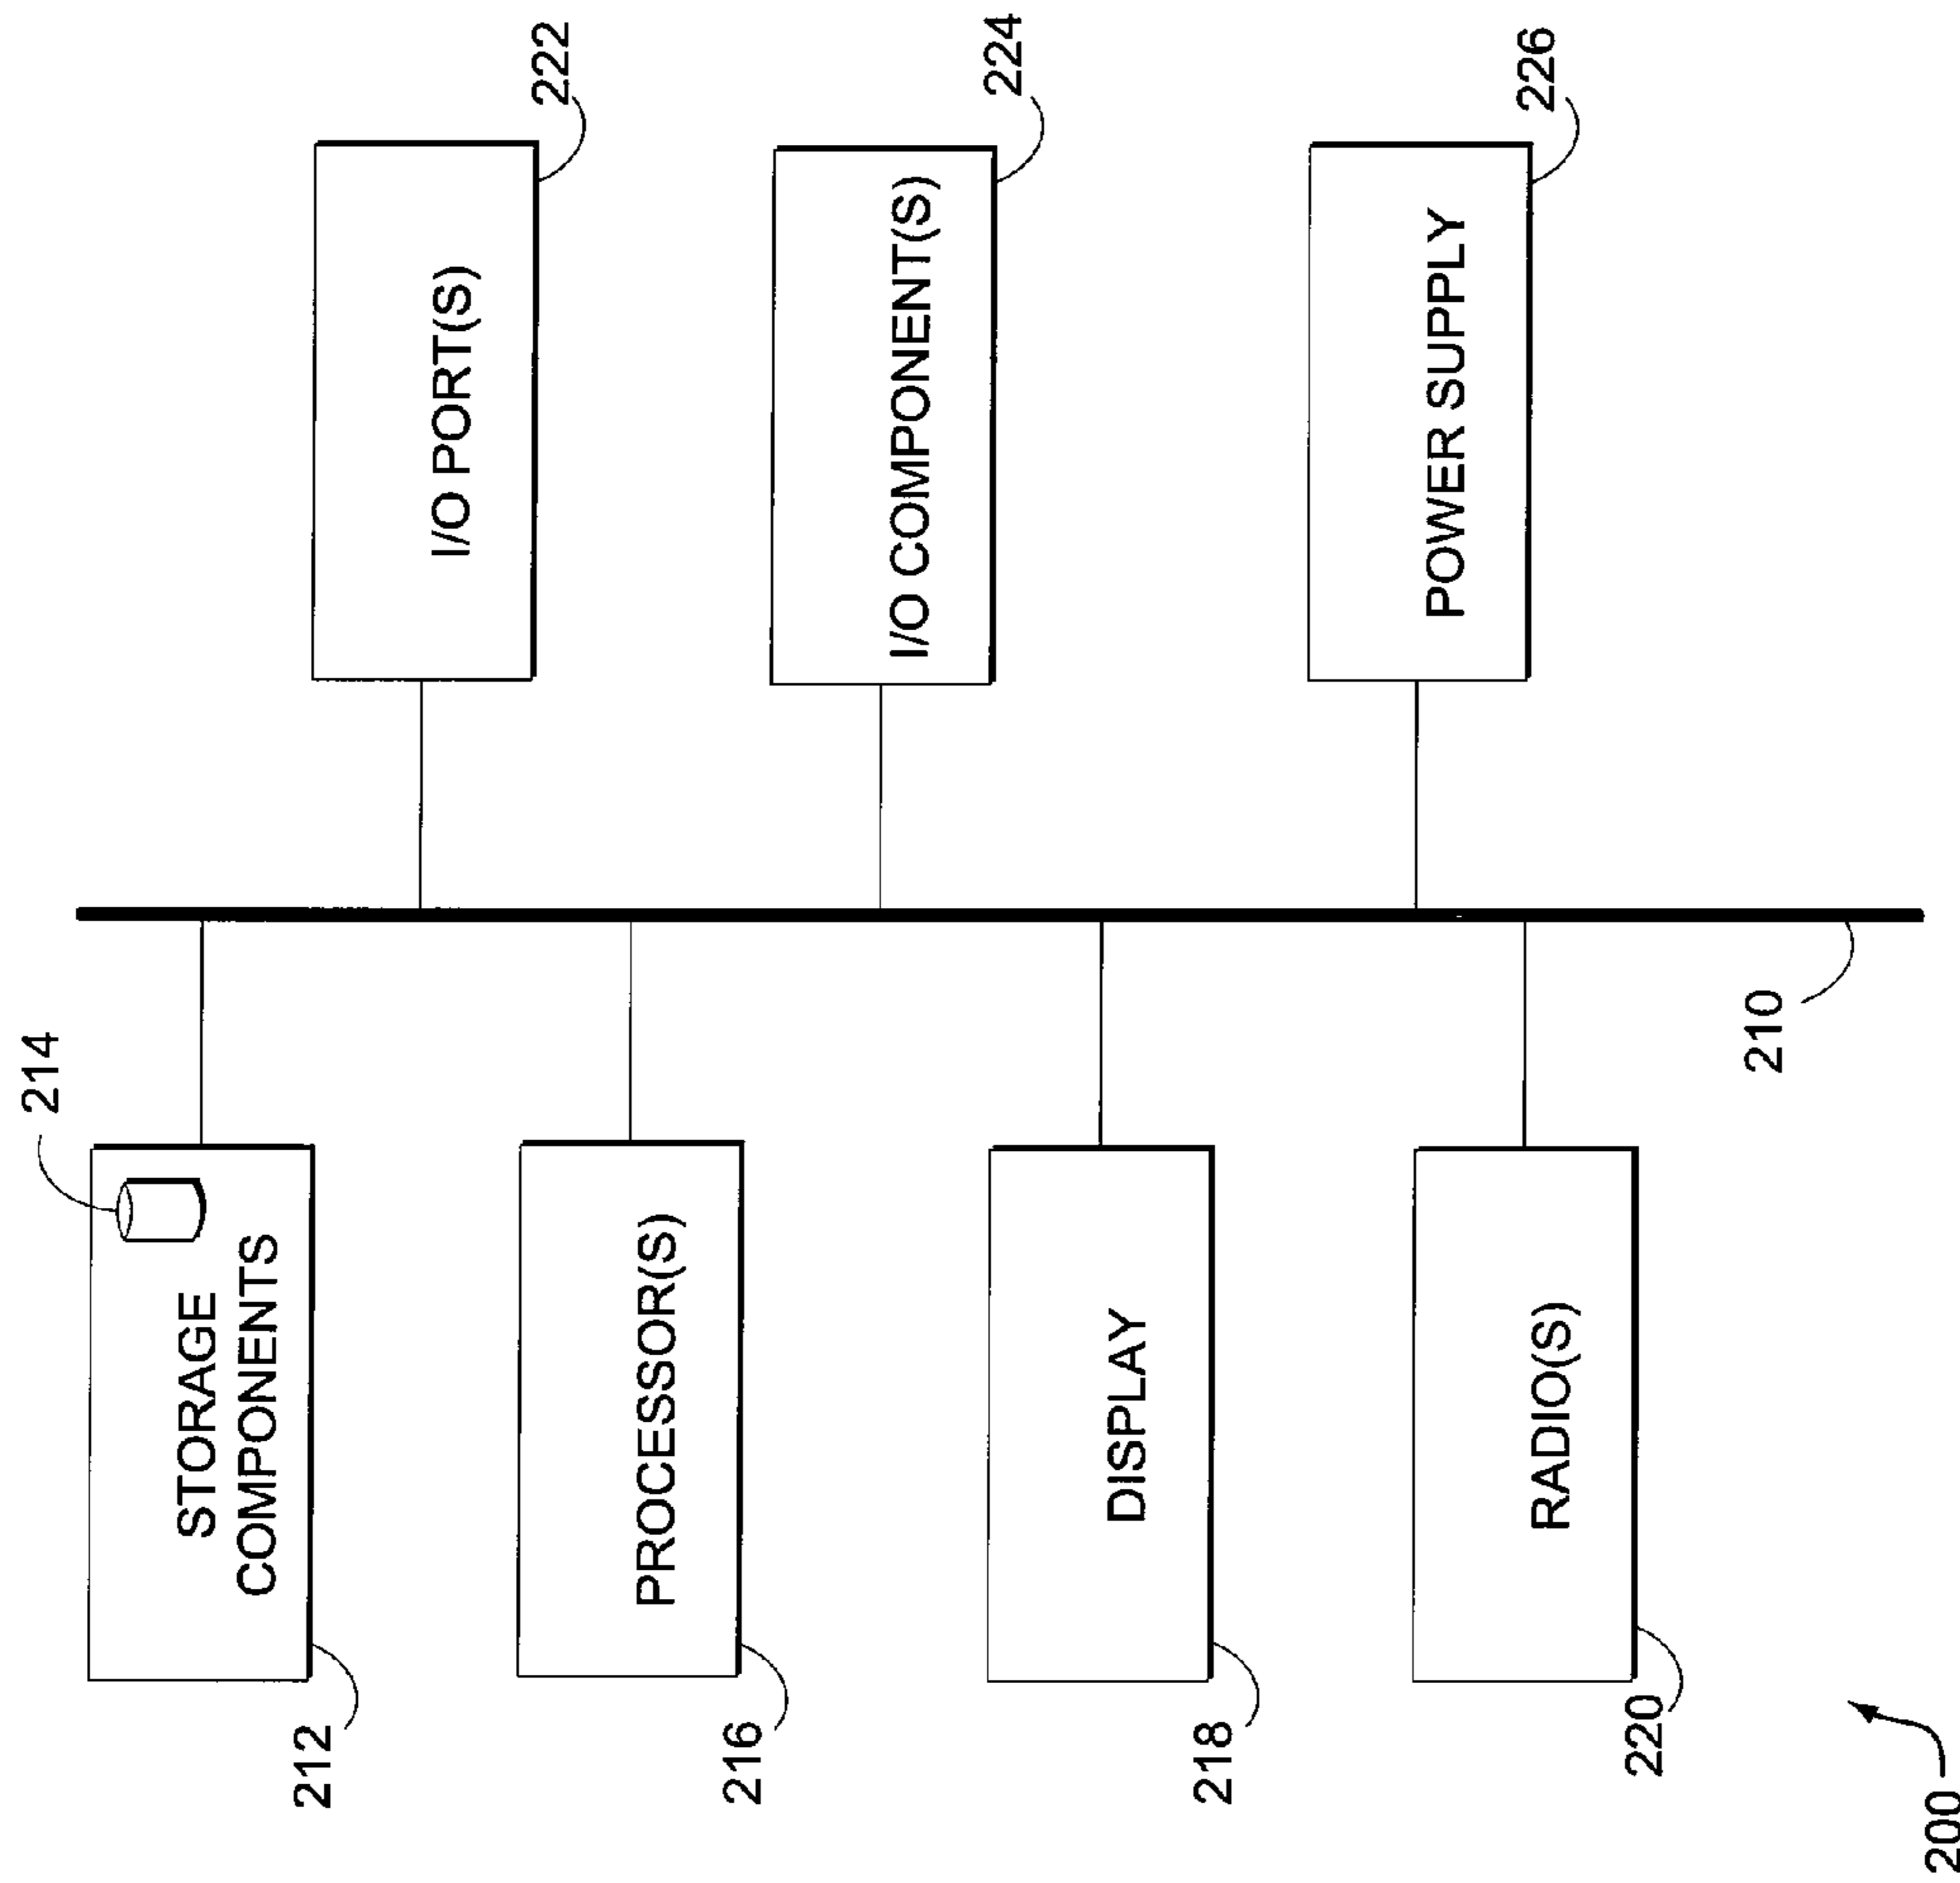 214
STORAGE
COMPONENTS
212
PROCESSOR(S)
216
DISPLAY
218
RADIO(S)
220
210
I/O PORT(S)
222
I/O COMPONENT(S)
224
POWER SUPPLY
226
200